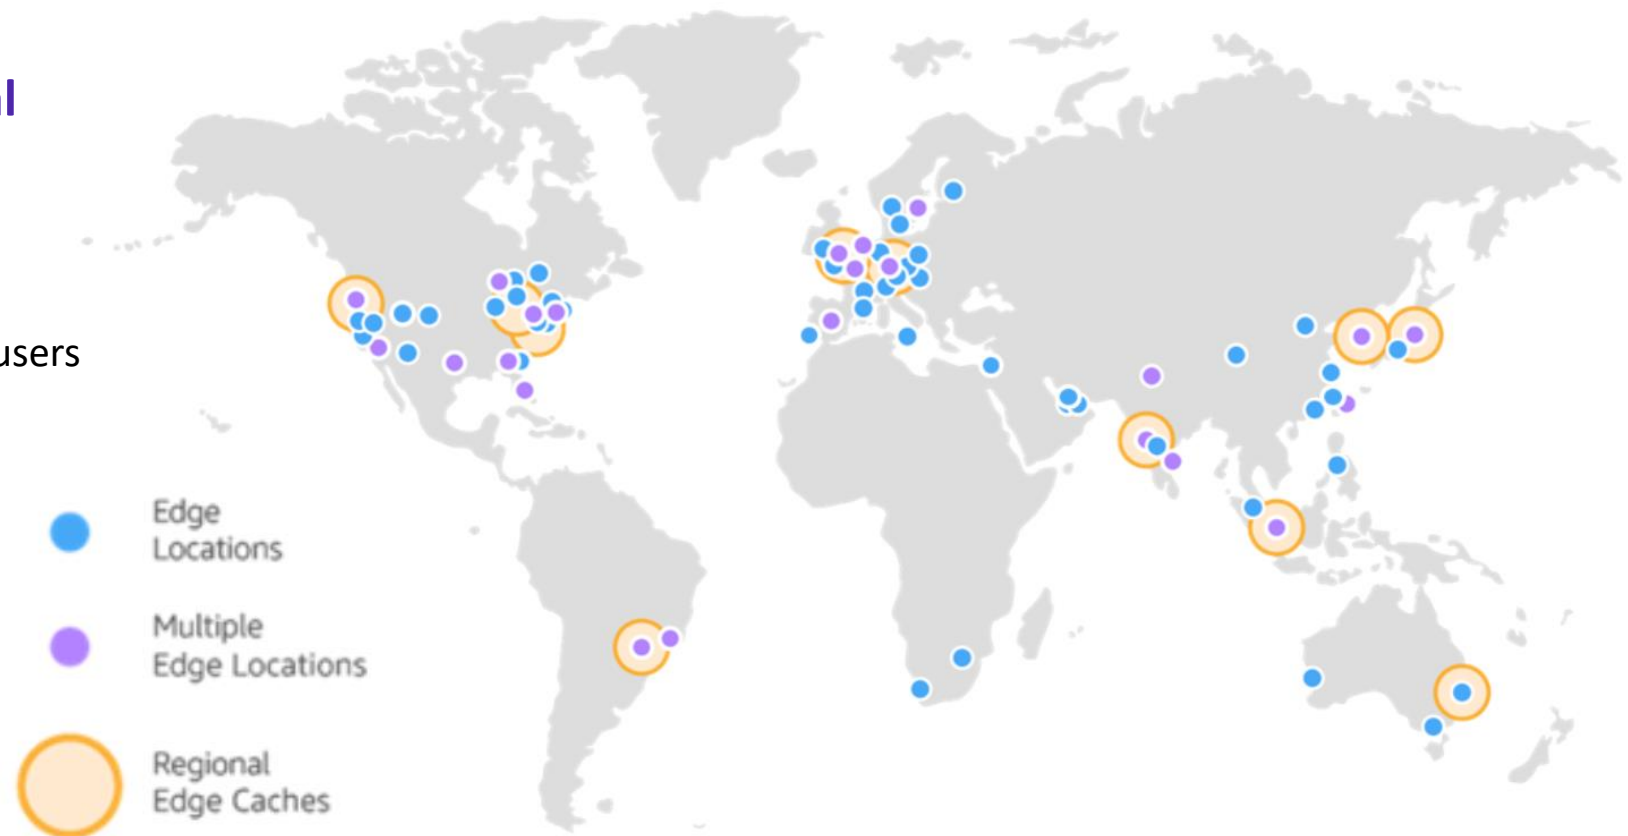 l
users
Edge
Locations
Multiple
Edge Locations
Regional
Edge Caches